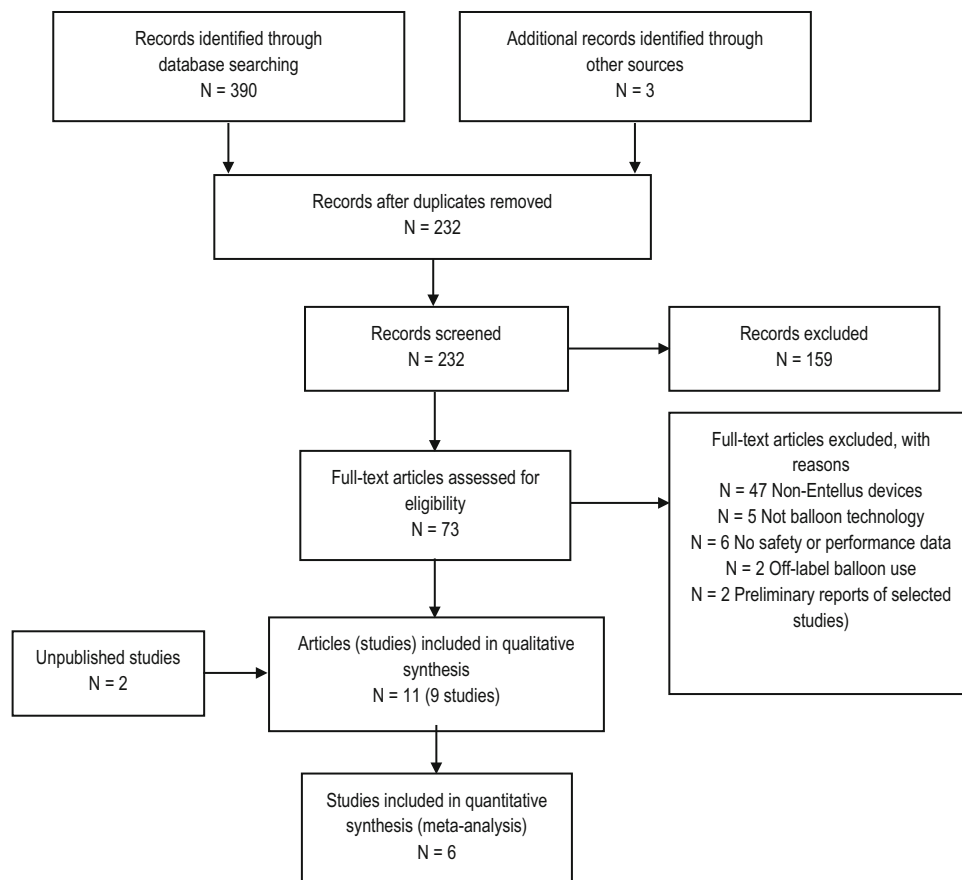 Records identified through
database searching
N = 390
Additional records identified through
other sources
N = 3
Records after duplicates removed
N = 232
Records screened
N = 232
Records excluded
N = 159
Full-text articles assessed for
eligibility
N = 73
Full-text articles excluded, with
reasons
N = 47 Non-Entellus devices
N = 5 Not balloon technology
N = 6 No safety or performance data
N = 2 Off-label balloon use
N = 2 Preliminary reports of selected
studies)
Unpublished studies
N = 2
Articles (studies) included in qualitative
synthesis
N = 11 (9 studies)
Studies included in quantitative
synthesis (meta-analysis)
N = 6